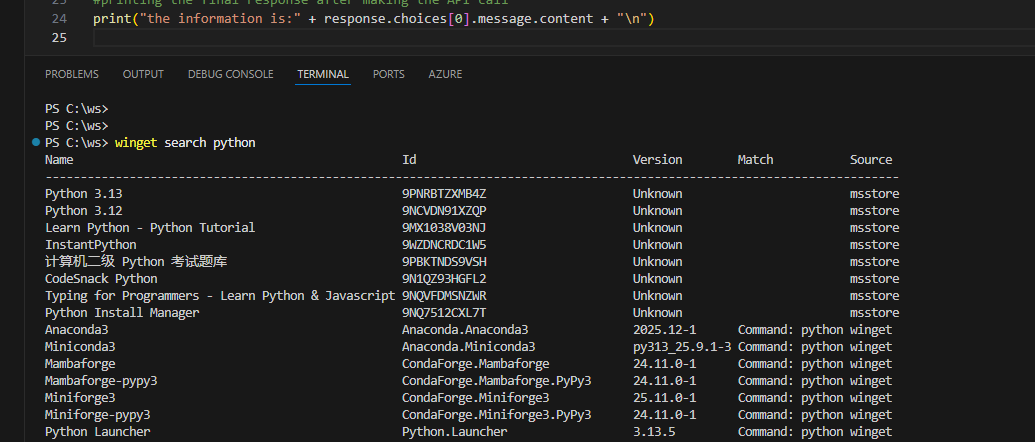 23 #printing the final response after making the API call
24 print("the information is:" + response.choices[0].message.content + "\n")
25
PROBLEMS OUTPUT DEBUG CONSOLE TERMINAL PORTS AZURE
PS C:\ws>
PS C:\ws>
PS C:\ws> winget search python
Name Id Version Match Source
--------------------------------------------------------------------------------------------------------------------------
Python 3.13 9PNRBTZXMB4Z Unknown msstore
Python 3.12 9NCVDN91XZQP Unknown msstore
Learn Python - Python Tutorial 9MX1038V03NJ Unknown msstore
InstantPython 9WZDNCRDC1W5 Unknown msstore
计算机二级 Python 考试题库 9PBKTNDS9VSH Unknown msstore
CodeSnack Python 9N1QZ93HGFL2 Unknown msstore
Typing for Programmers - Learn Python & Javascript 9NQVFDMSNZWR Unknown msstore
Python Install Manager 9NQ7512CXL7T Unknown msstore
Anaconda3 Anaconda.Anaconda3 2025.12-1 Command: python winget
Miniconda3 Anaconda.Miniconda3 py313_25.9.1-3 Command: python winget
Mambaforge CondaForge.Mambaforge 24.11.0-1 Command: python winget
Mambaforge-pypy3 CondaForge.Mambaforge.PyPy3 24.11.0-1 Command: python winget
Miniforge3 CondaForge.Miniforge3 25.11.0-1 Command: python winget
Miniforge-pypy3 CondaForge.Miniforge3.PyPy3 24.11.0-1 Command: python winget
Python Launcher Python.Launcher 3.13.5 Command: python winget